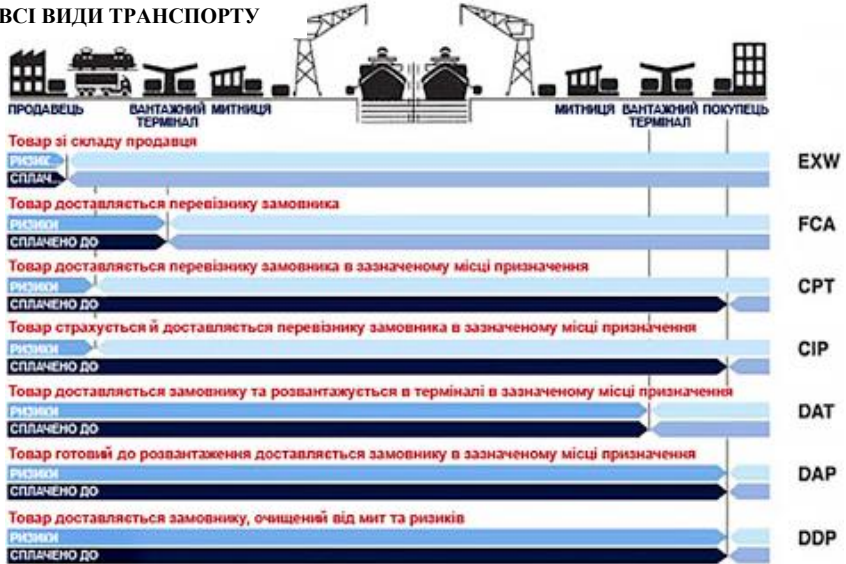 ВСІ ВИДИ ТРАНСПОРТУ
ПРОДАВЕЦЬ ВАНТАЖНИЙ ТЕРМІНАЛ МИТНИЦЯ МИТНИЦЯ ВАНТАЖНИЙ ТЕРМІНАЛ ПОКУПЕЦЬ
Товар зі складу продавця
РИЗИК...
СПЛАЧ...
EXW
Товар доставляється перевізнику замовника
РИЗИКИ
СПЛАЧЕНО ДО
FCA
Товар доставляється перевізнику замовника в зазначеному місці призначення
РИЗИКИ
СПЛАЧЕНО ДО
CPT
Товар страхується й доставляється перевізнику замовника в зазначеному місці призначення
РИЗИКИ
СПЛАЧЕНО ДО
CIP
Товар доставляється замовнику та розвантажується в терміналі в зазначеному місці призначення
РИЗИКИ
СПЛАЧЕНО ДО
DAT
Товар готовий до розвантаження доставляється замовнику в зазначеному місці призначення
РИЗИКИ
СПЛАЧЕНО ДО
DAP
Товар доставляється замовнику, очищений від мит та ризиків
РИЗИКИ
СПЛАЧЕНО ДО
DDP